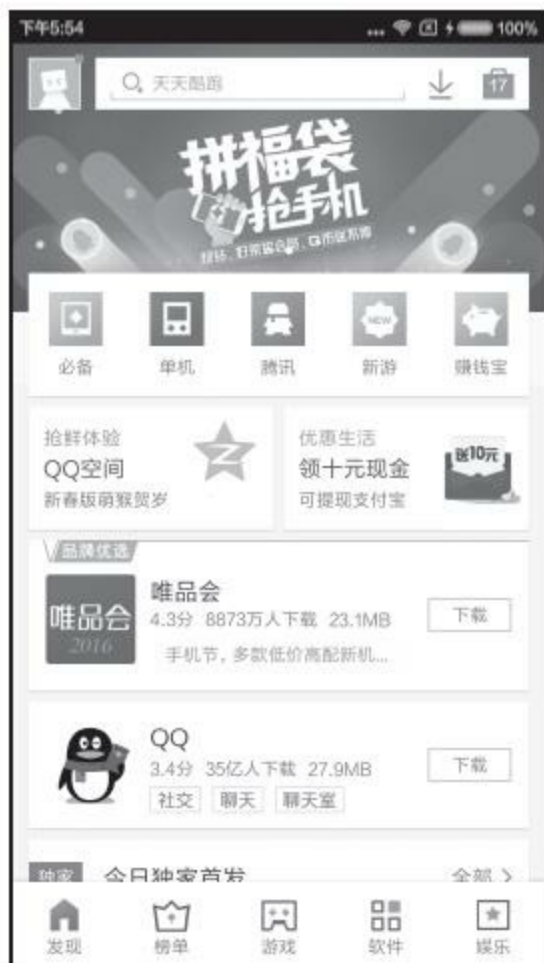 下午5:54 ... 100%
天天酷跑
17
拼福袋
抢手机
必备 单机 腾讯 新游 赚钱宝
NEW
抢鲜体验
QQ空间
新春版萌猴贺岁
优惠生活
领十元现金
可提现支付宝
送10元
品牌优选
唯品会
2016
唯品会
4.3分 8873万人下载 23.1MB
手机节，多款低价高配新机...
下载
QQ
3.4分 35亿人下载 27.9MB
社交 聊天 聊天室
下载
独家 今日独家首发 全部 >
发现 榜单 游戏 软件 娱乐